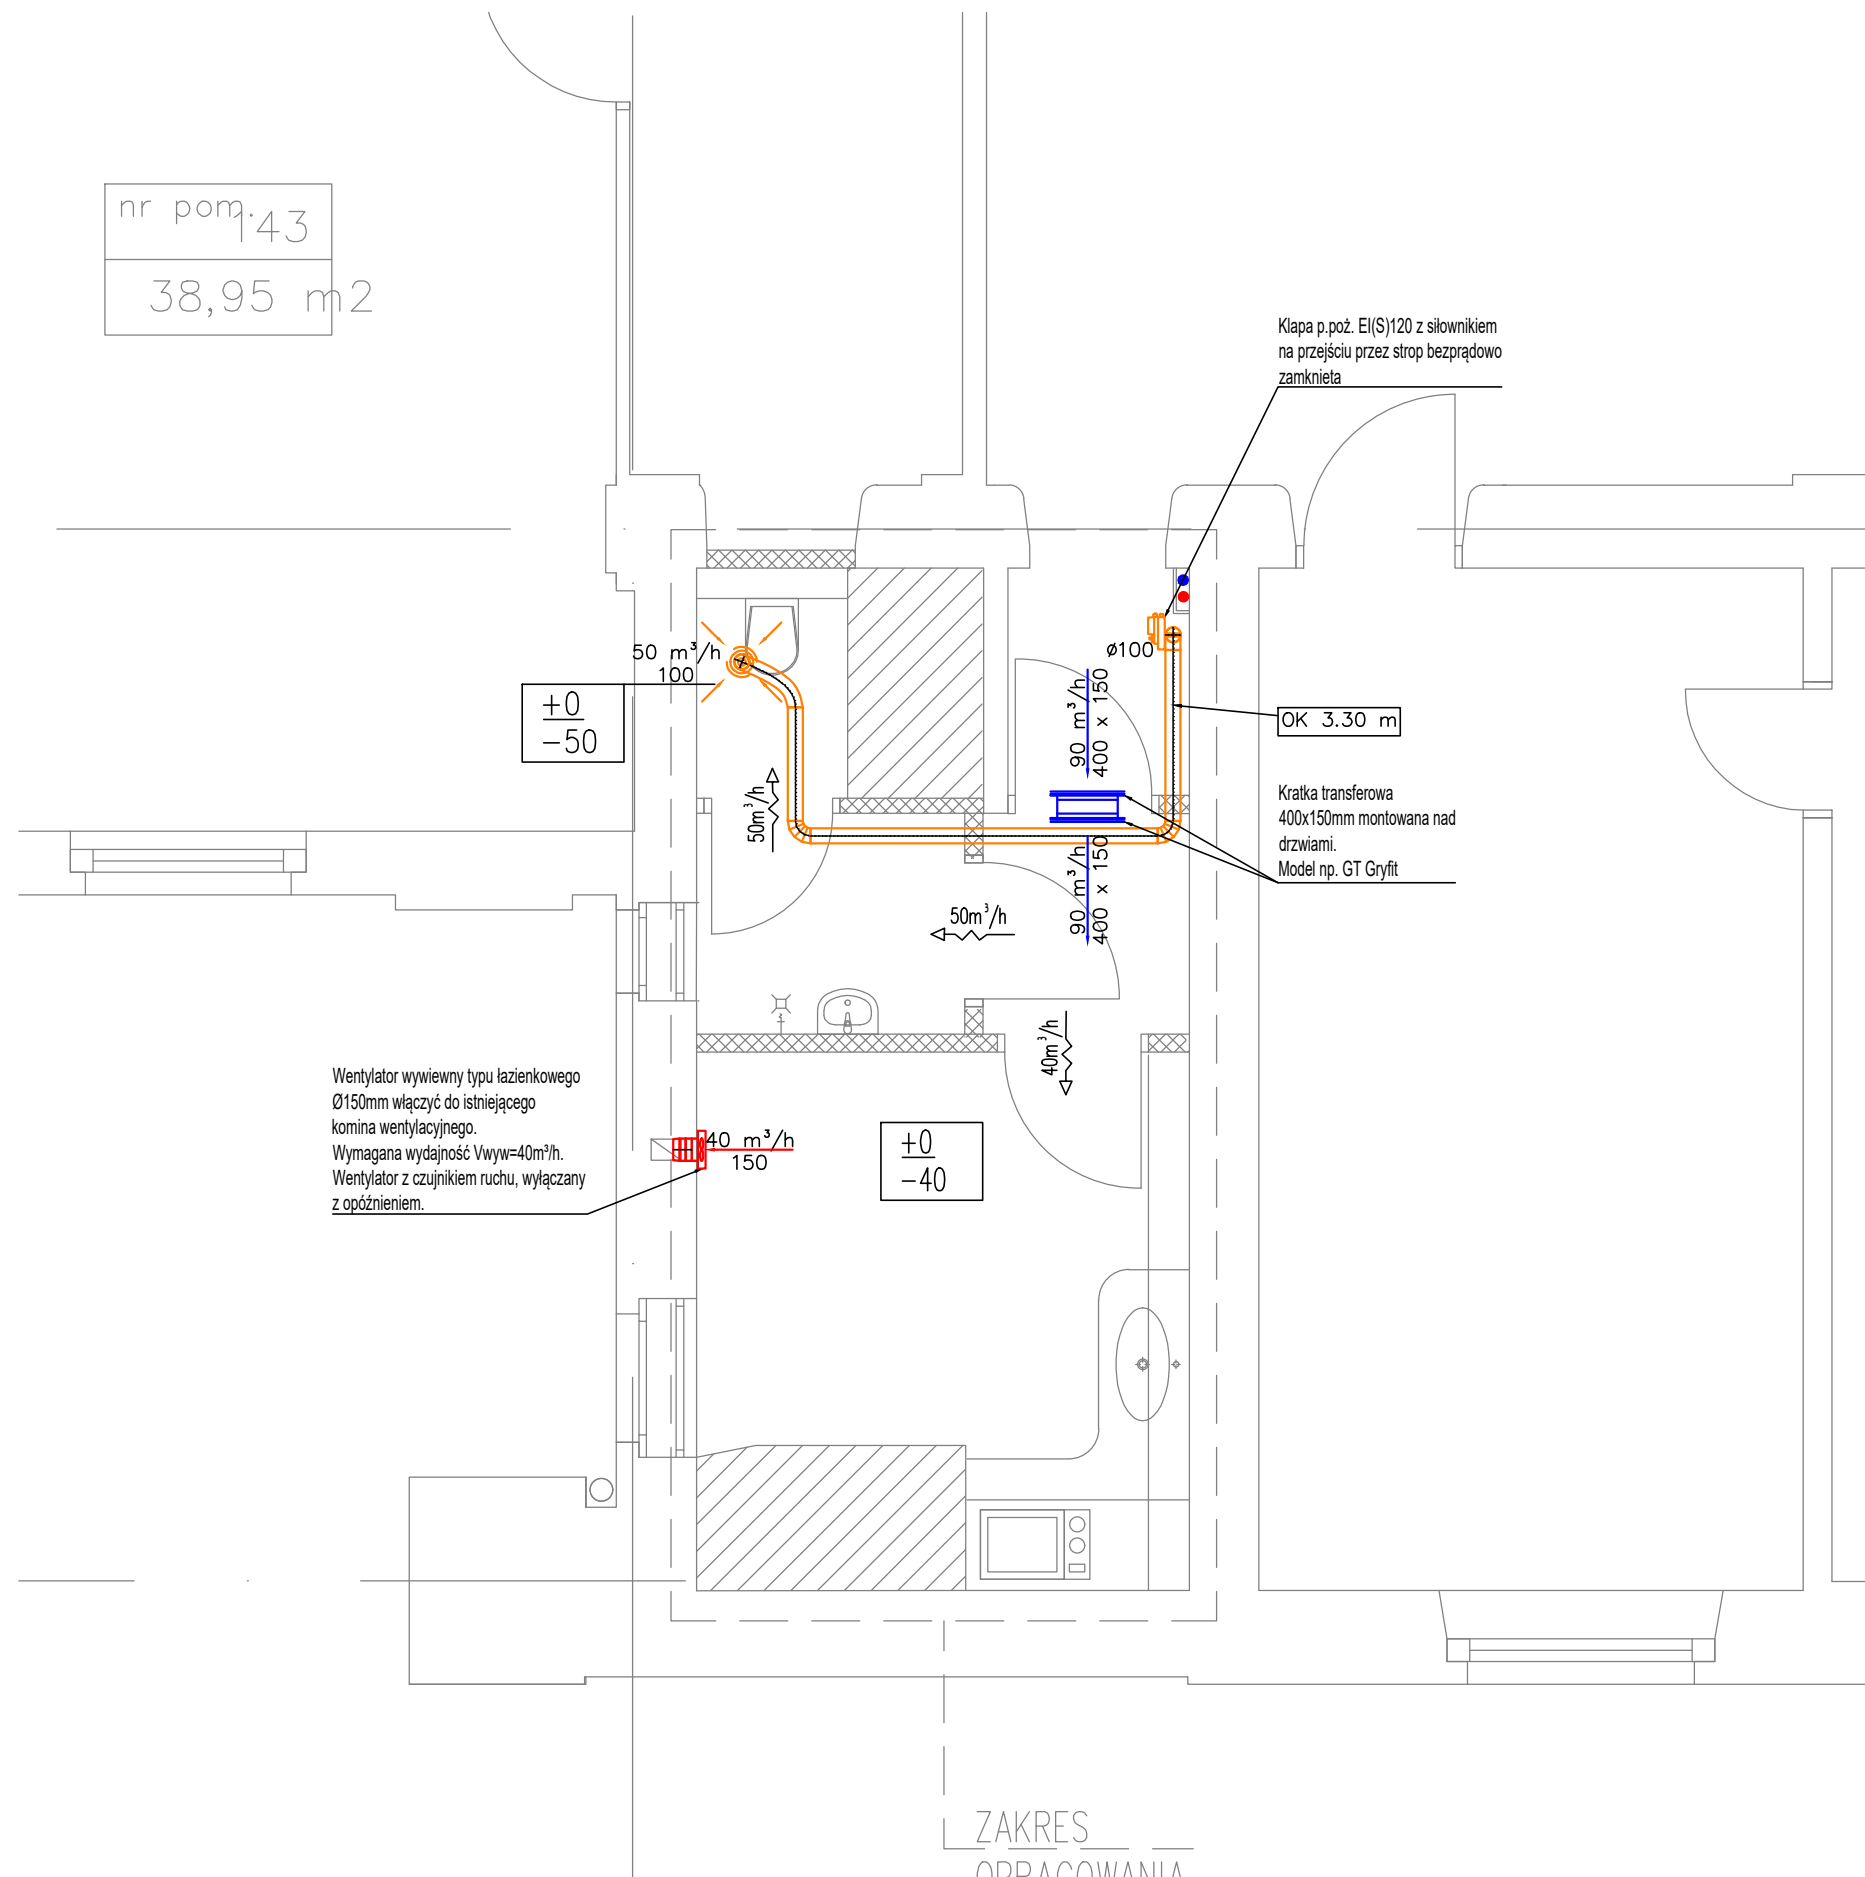 nr pom.
143
38,95 m2
Klapa p.poż. EI(S)120 z siłownikiem
na przejściu przez strop bezprądowo
zamknieta
50 m³/h
100
+0
-50
ø100
90 m³/h
400 x 150
OK 3.30 m
Kratka transferowa
400x150mm montowana nad
drzwiami.
Model np. GT Gryfit
50m³/h
90 m³/h
400 x 150
50m³/h
40m³/h
Wentylator wywiewny typu łazienkowego
Ø150mm włączyć do istniejącego
komina wentylacyjnego.
Wymagana wydajność Vwyw=40m³/h.
Wentylator z czujnikiem ruchu, wyłączany
z opóźnieniem.
40 m³/h
150
+0
-40
ZAKRES
OPRACOWANIA